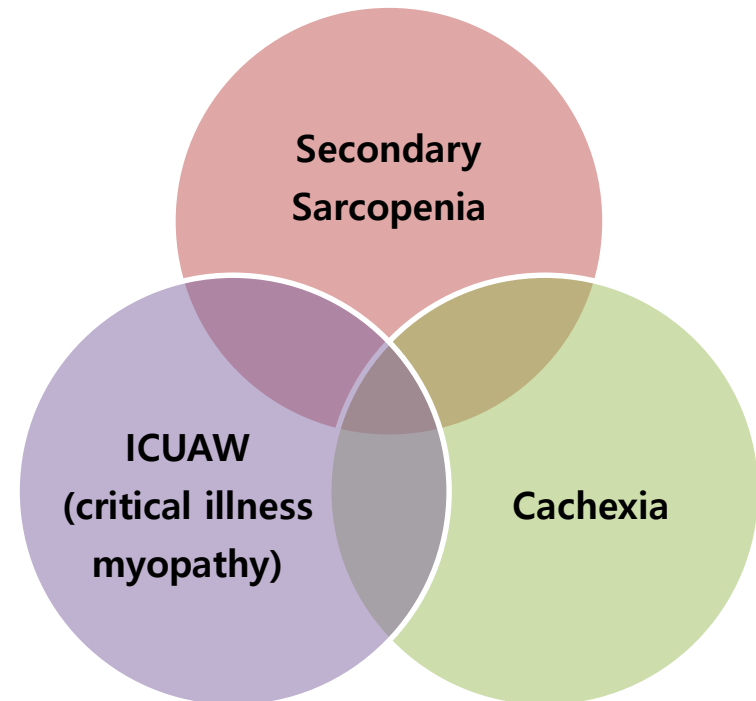 Secondary
Sarcopenia
ICUAW
(critical illness
myopathy)
Cachexia